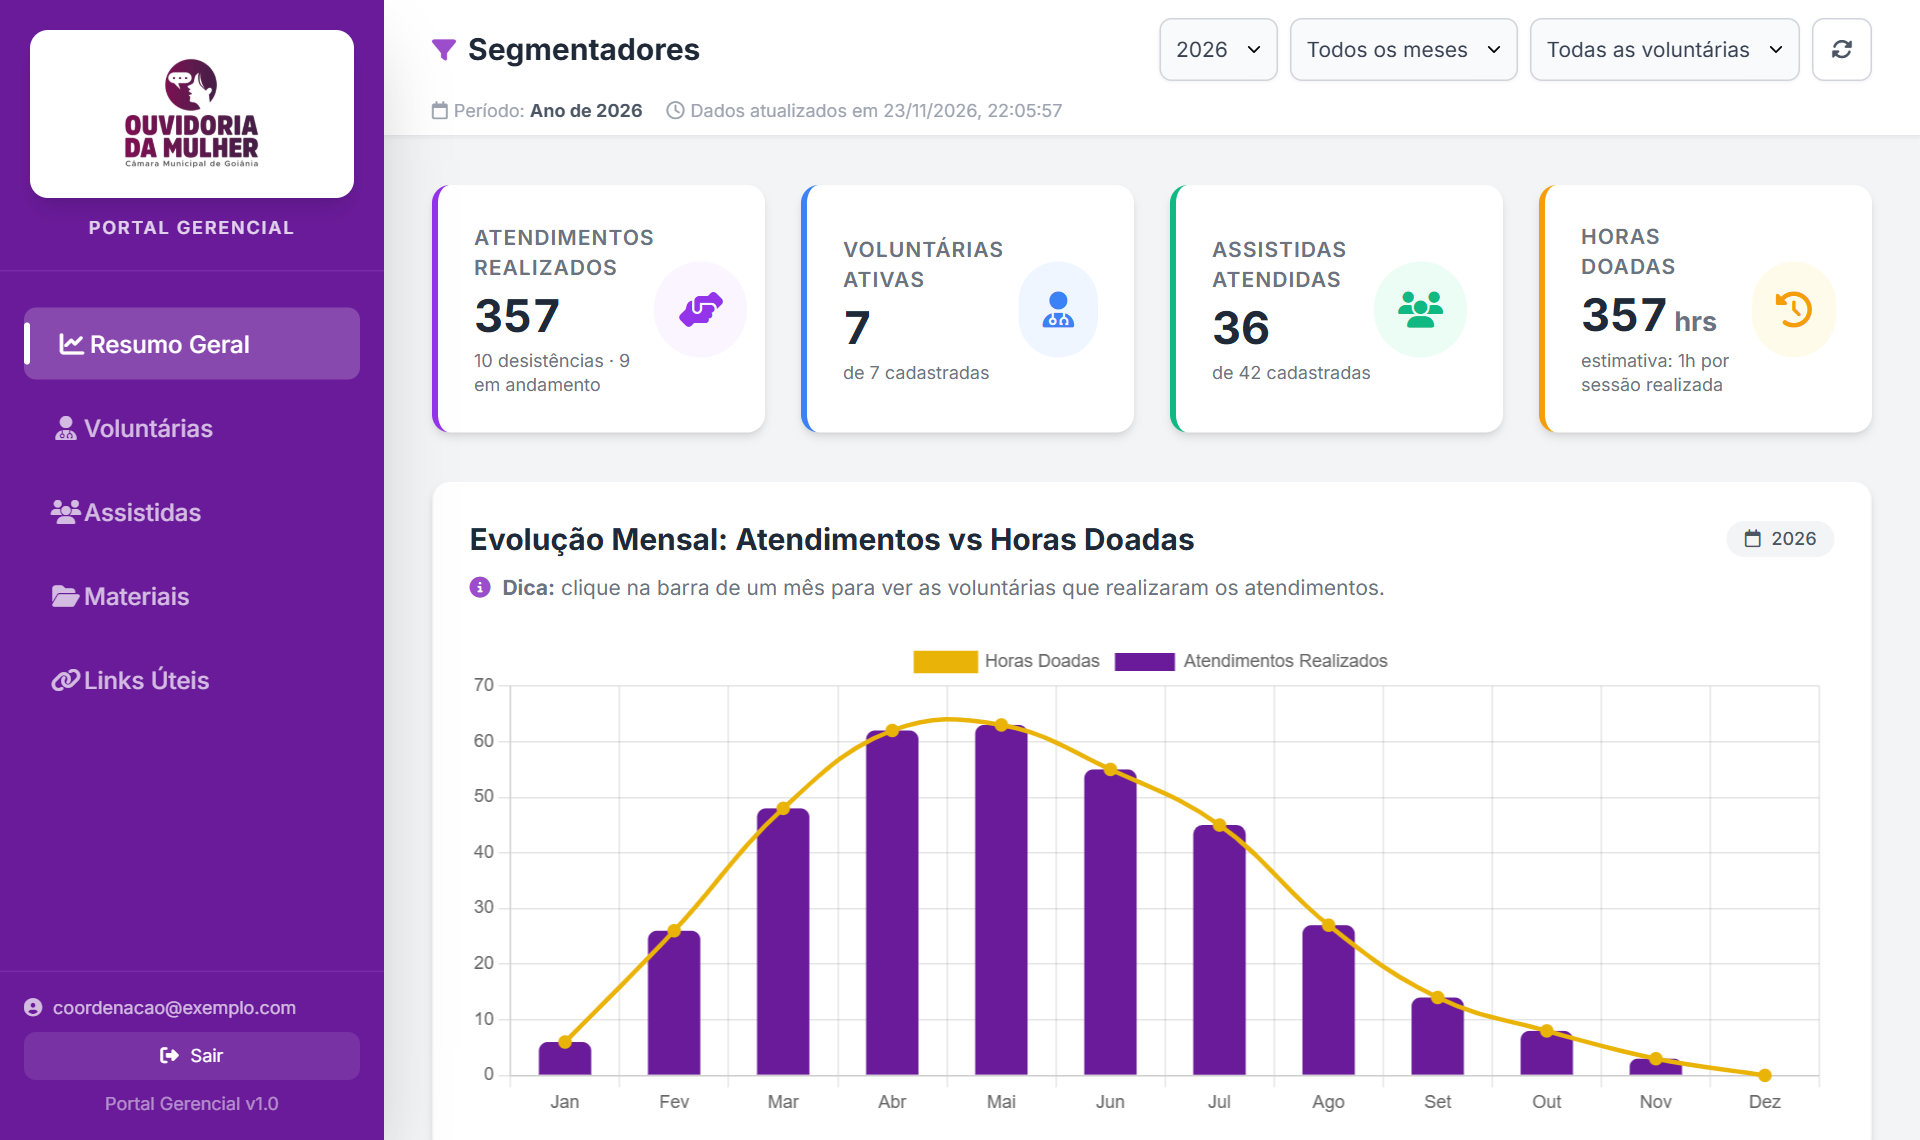 OUVIDORIA
DA MULHER
Câmara Municipal de Goiânia
PORTAL GERENCIAL
Resumo Geral
Voluntárias
Assistidas
Materiais
Links Úteis
coordenacao@exemplo.com
Sair
Portal Gerencial v1.0
Segmentadores
2026
Todos os meses
Todas as voluntárias
Período: Ano de 2026
Dados atualizados em 23/11/2026, 22:05:57
ATENDIMENTOS
REALIZADOS
357
10 desistências · 9
em andamento
VOLUNTÁRIAS
ATIVAS
7
de 7 cadastradas
ASSISTIDAS
ATENDIDAS
36
de 42 cadastradas
HORAS
DOADAS
357 hrs
estimativa: 1h por
sessão realizada
Evolução Mensal: Atendimentos vs Horas Doadas
2026
Dica: clique na barra de um mês para ver as voluntárias que realizaram os atendimentos.
Horas Doadas
Atendimentos Realizados
70
60
50
40
30
20
10
0
Jan
Fev
Mar
Abr
Mai
Jun
Jul
Ago
Set
Out
Nov
Dez